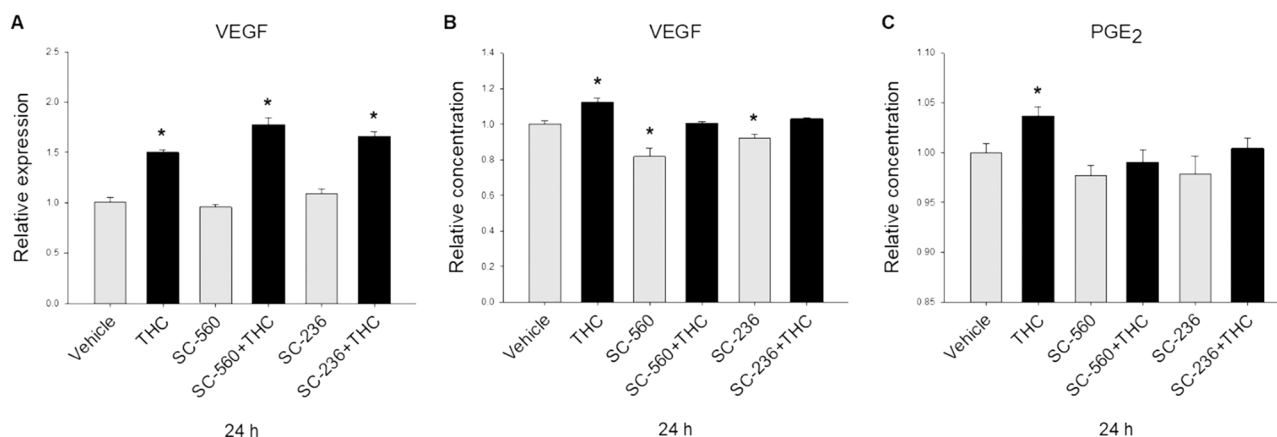 A
VEGF
Relative expression
2.5
2.0
1.5
1.0
0.5
0.0
*
*
*
Vehicle
THC
SC-560
SC-560+THC
SC-236
SC-236+THC
24 h
B
VEGF
Relative concentration
1.4
1.2
1.0
0.8
0.6
0.4
0.2
0.0
*
*
*
Vehicle
THC
SC-560
SC-560+THC
SC-236
SC-236+THC
24 h
C
PGE2
Relative concentration
1.10
1.05
1.00
0.95
0.90
0.85
*
Vehicle
THC
SC-560
SC-560+THC
SC-236
SC-236+THC
24 h